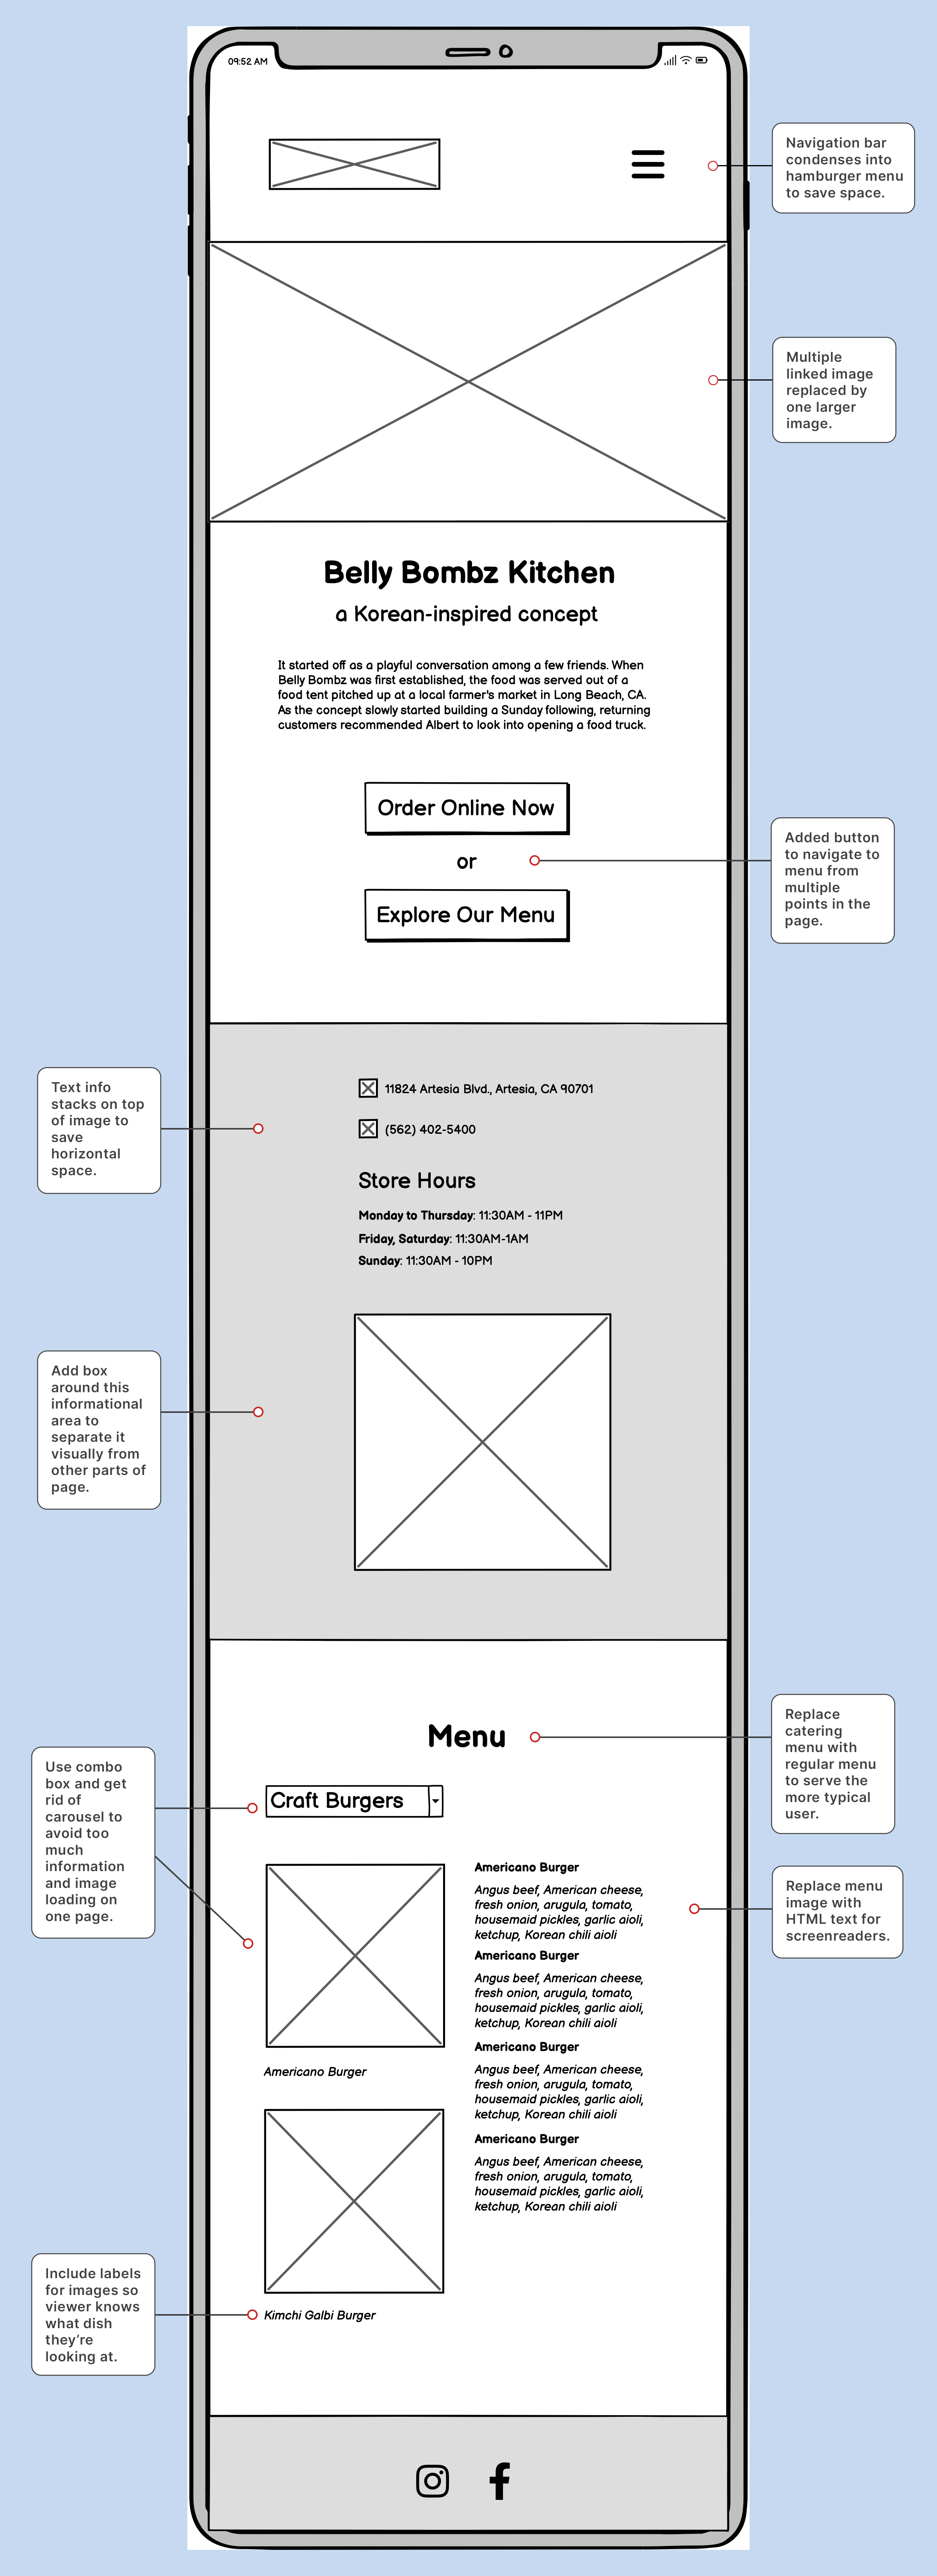 09:52 AM
Navigation bar
condenses into
hamburger menu
to save space.
Multiple
linked image
replaced by
one larger
image.
Belly Bombz Kitchen
a Korean-inspired concept
It started off as a playful conversation among a few friends. When
Belly Bombz was first established, the food was served out of a
food tent pitched up at a local farmer's market in Long Beach, CA.
As the concept slowly started building a Sunday following, returning
customers recommended Albert to look into opening a food truck.
Order Online Now
or
Explore Our Menu
Added button
to navigate to
menu from
multiple
points in the
page.
Text info
stacks on top
of image to
save
horizontal
space.
11824 Artesia Blvd., Artesia, CA 90701
(562) 402-5400
Store Hours
Monday to Thursday: 11:30AM - 11PM
Friday, Saturday: 11:30AM-1AM
Sunday: 11:30AM - 10PM
Add box
around this
informational
area to
separate it
visually from
other parts of
page.
Menu
Replace
catering
menu with
regular menu
to serve the
more typical
user.
Use combo
box and get
rid of
carousel to
avoid too
much
information
and image
loading on
one page.
Craft Burgers
Americano Burger
Angus beef, American cheese,
fresh onion, arugula, tomato,
housemaid pickles, garlic aioli,
ketchup, Korean chili aioli
Americano Burger
Angus beef, American cheese,
fresh onion, arugula, tomato,
housemaid pickles, garlic aioli,
ketchup, Korean chili aioli
Americano Burger
Angus beef, American cheese,
fresh onion, arugula, tomato,
housemaid pickles, garlic aioli,
ketchup, Korean chili aioli
Americano Burger
Angus beef, American cheese,
fresh onion, arugula, tomato,
housemaid pickles, garlic aioli,
ketchup, Korean chili aioli
Replace menu
image with
HTML text for
screenreaders.
Americano Burger
Kimchi Galbi Burger
Include labels
for images so
viewer knows
what dish
they're
looking at.